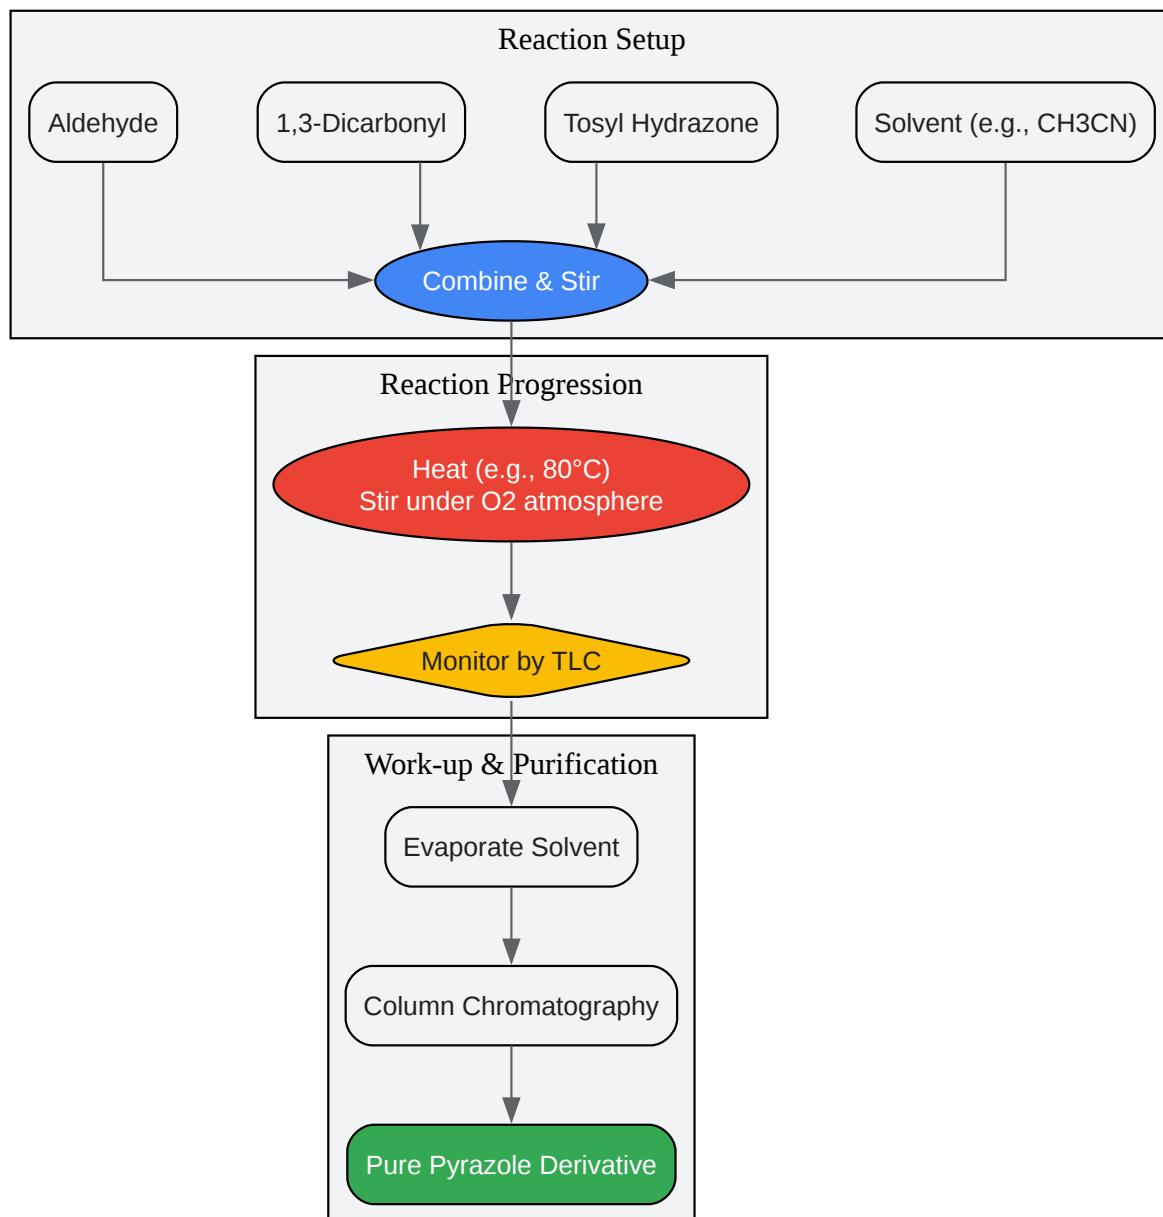 Reaction Setup
Aldehyde
1,3-Dicarbonyl
Tosyl Hydrazone
Solvent (e.g., CH3CN)
Combine & Stir
Reaction Progression
Heat (e.g., 80°C)
Stir under O2 atmosphere
Monitor by TLC
Work-up & Purification
Evaporate Solvent
Column Chromatography
Pure Pyrazole Derivative